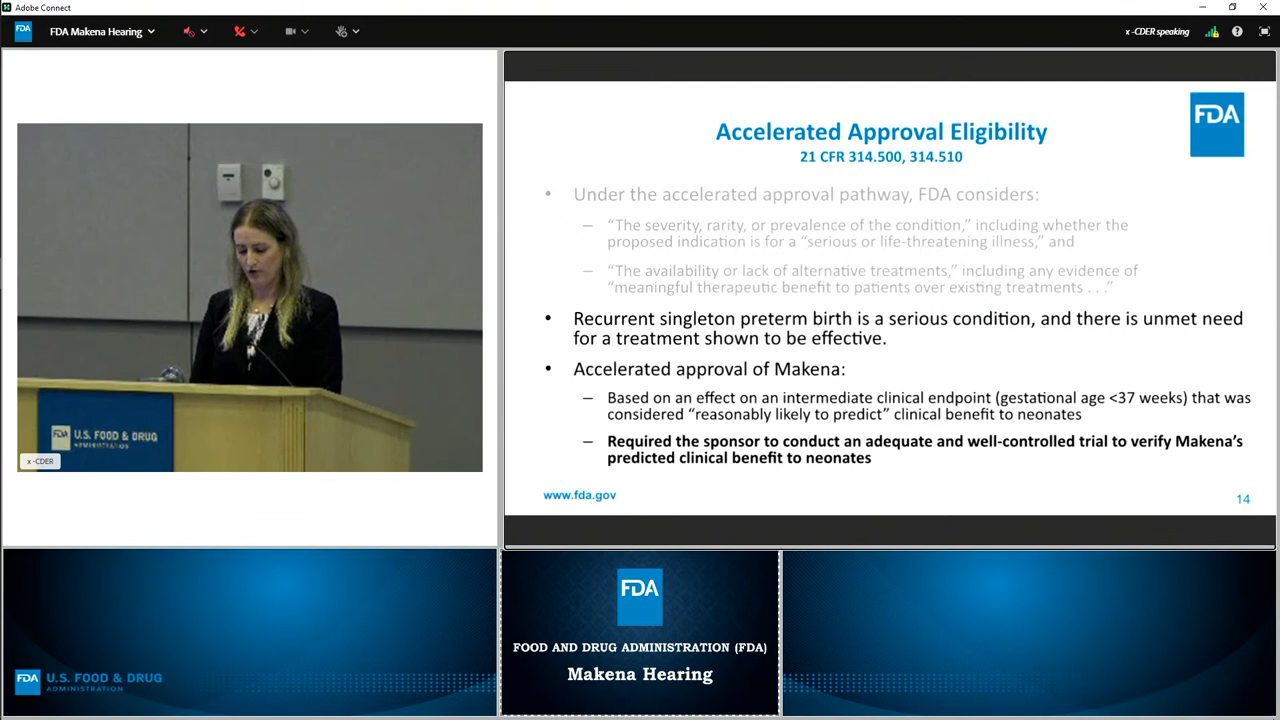 Adobe Connect
FDA
FDA Makena Hearing
x -CDER speaking
FDA
Accelerated Approval Eligibility
21 CFR 314.500, 314.510
• Under the accelerated approval pathway, FDA considers:
– “The severity, rarity, or prevalence of the condition,” including whether the
proposed indication is for a “serious or life-threatening illness,” and
– “The availability or lack of alternative treatments,” including any evidence of
“meaningful therapeutic benefit to patients over existing treatments . . .”
• Recurrent singleton preterm birth is a serious condition, and there is unmet need
for a treatment shown to be effective.
• Accelerated approval of Makena:
– Based on an effect on an intermediate clinical endpoint (gestational age <37 weeks) that was
considered “reasonably likely to predict” clinical benefit to neonates
– Required the sponsor to conduct an adequate and well-controlled trial to verify Makena’s
predicted clinical benefit to neonates
www.fda.gov
14
FDA U.S. FOOD & DRUG
ADMINISTRATION
x -CDER
FDA
FOOD AND DRUG ADMINISTRATION (FDA)
Makena Hearing
FDA U.S. FOOD & DRUG
ADMINISTRATION